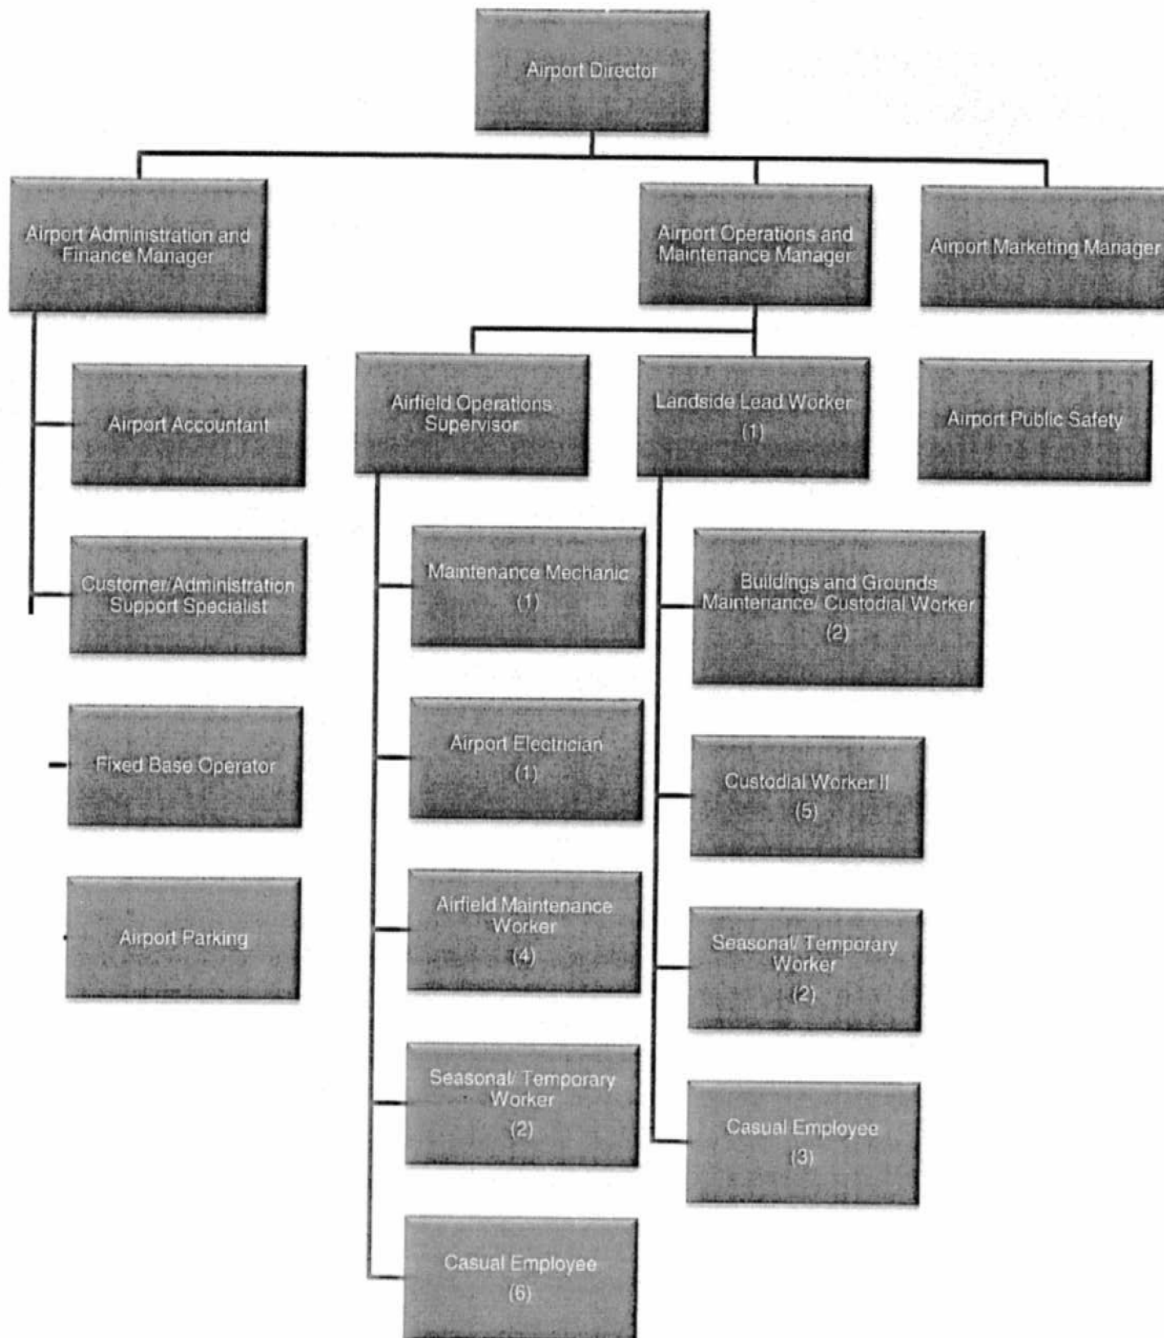 Airport Director
Airport Administration and
Finance Manager
Airport Operations and
Maintenance Manager
Airport Marketing Manager
Airport Accountant
Customer/Administration
Support Specialist
Fixed Base Operator
Airport Parking
Airfield Operations
Supervisor
Maintenance Mechanic
(1)
Airport Electrician
(1)
Airfield Maintenance
Worker
(4)
Seasonal/ Temporary
Worker
(2)
Casual Employee
(6)
Landside Lead Worker
(1)
Buildings and Grounds
Maintenance/ Custodial Worker
(2)
Custodial Worker II
(5)
Seasonal/ Temporary
Worker
(2)
Casual Employee
(3)
Airport Public Safety